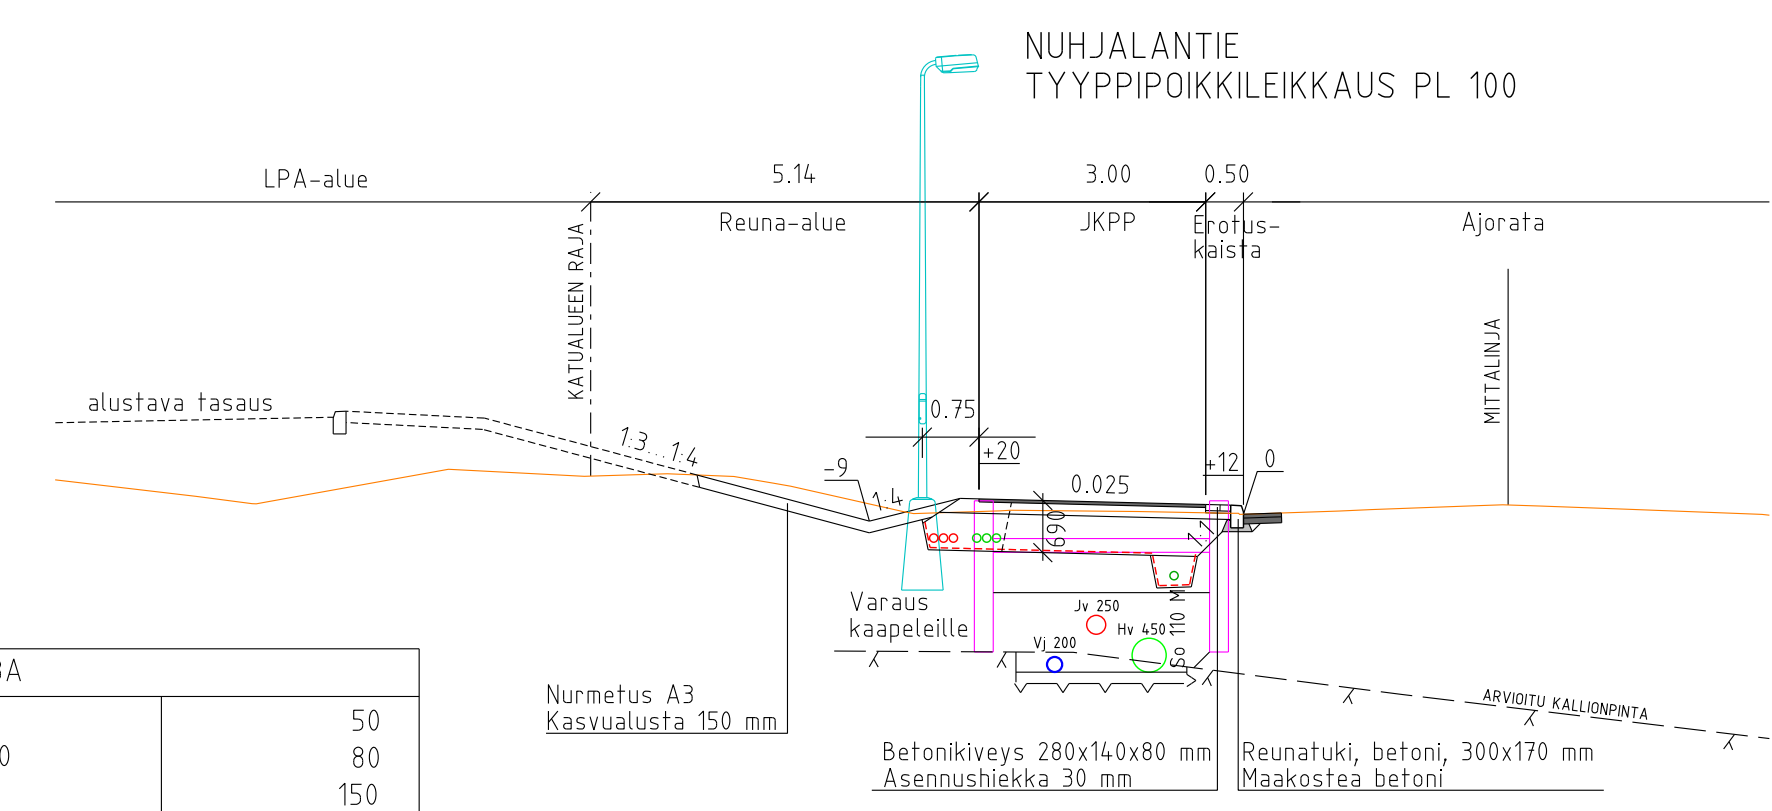 NUHJALANTIE
TYYPPIPOIKKILEIKKAUS PL 100
LPA-alue
5.14
3.00
0.50
Reuna-alue
JKPP
Erotus-
kaista
Ajorata
KATUALUEEN RAJA
MITTALINJA
alustava tasaus
1:3...1:4
0.75
+20
-9
1:4
0.025
+12
0
690
1:1
Varaus
kaapeleille
Jv 250
Hv 450
Vj 200
So 110 M
ARVIOITU KALLIONPINTA
Nurmetus A3
Kasvualusta 150 mm
Betonikiveys 280x140x80 mm
Asennushiekka 30 mm
Reunatuki, betoni, 300x170 mm
Maakostea betoni
50
80
150